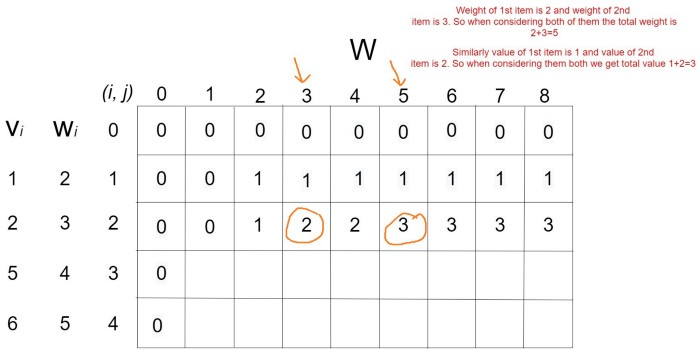 Weight of 1st item is 2 and weight of 2nd
item is 3. So when considering both of them the total weight is
2+3=5
Similarly value of 1st item is 1 and value of 2nd
item is 2. So when considering them both we get total value 1+2=3
W
(i, j) 0 1 2 3 4 5 6 7 8
Vi Wi 0 0 0 0 0 0 0 0 0 0
1 2 1 0 0 1 1 1 1 1 1 1
2 3 2 0 0 1 2 2 3 3 3 3
5 4 3 0
6 5 4 0